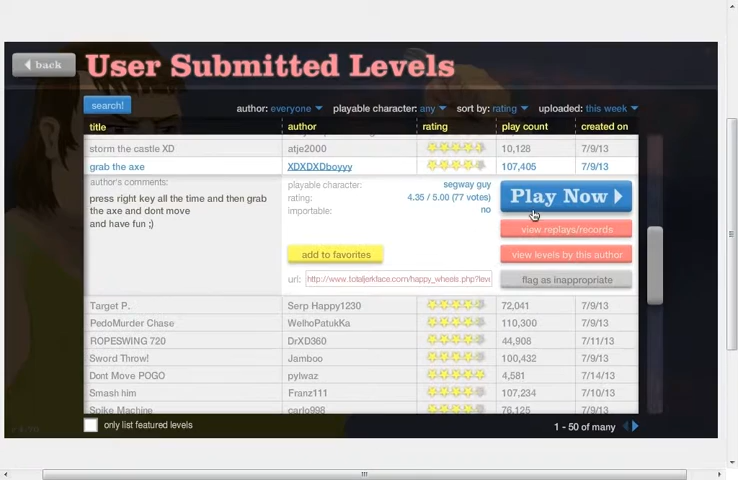 back
User Submitted Levels
search!
author: everyone playable character: any sort by: rating uploaded: this week
title author rating play count created on
storm the castle XD atje2000 10,128 7/9/13
grab the axe XDXDXDboyyy 107,405 7/9/13
author's comments:
press right key all the time and then grab
the axe and dont move
and have fun ;)
playable character: segway guy
rating: 4.35 / 5.00 (77 votes)
importable: no
Play Now
view replays/records
add to favorites
view levels by this author
url: http://www.totaljerkface.com/happy_wheels.php?leve
flag as inappropriate
Target P. Serp Happy1230 72,041 7/9/13
PedoMurder Chase WelhoPatukKa 110,300 7/9/13
ROPESWING 720 DrXD360 44,908 7/11/13
Sword Throw! Jamboo 100,432 7/9/13
Dont Move POGO pylwaz 4,581 7/14/13
Smash him Franz111 107,234 7/10/13
Spike Machine carlo998 76,125 7/9/13
only list featured levels
1 - 50 of many